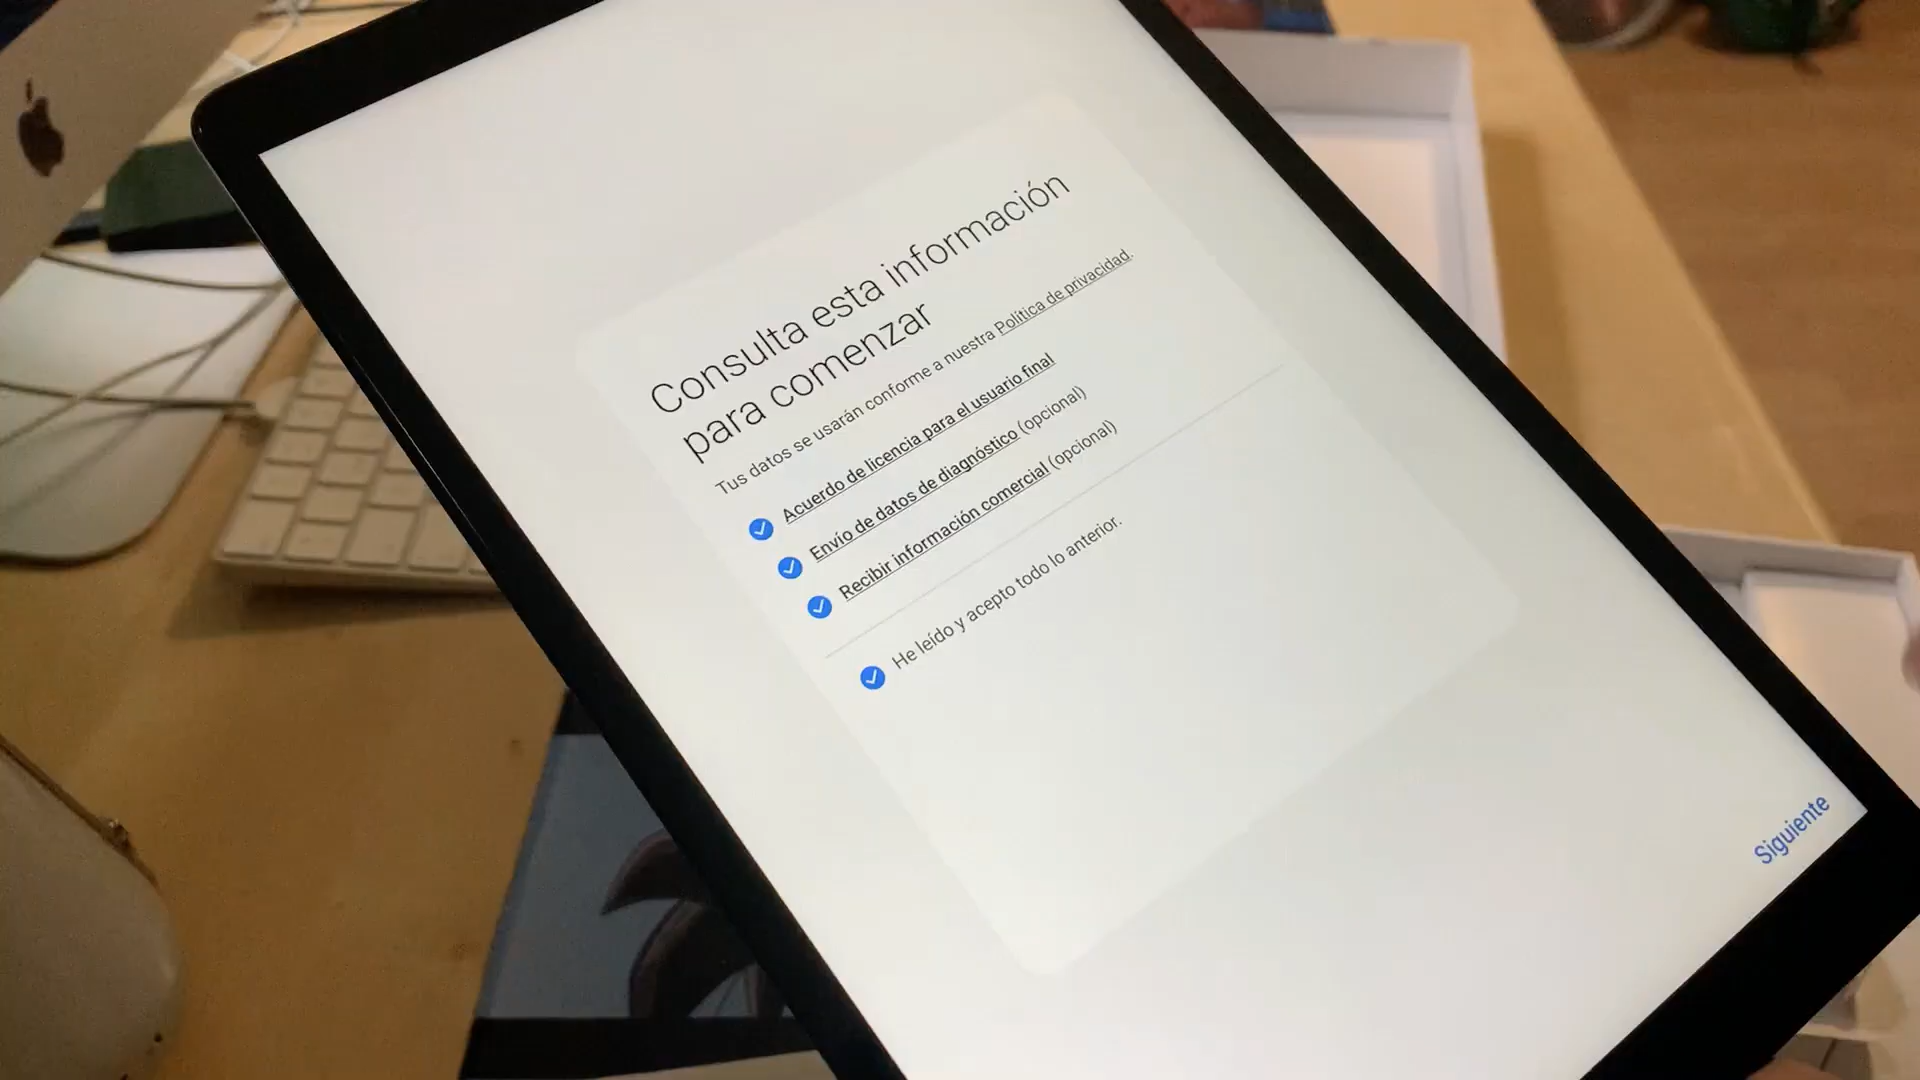 Consulta esta información
para comenzar
Tus datos se usarán conforme a nuestra Política de privacidad.
Acuerdo de licencia para el usuario final
Envío de datos de diagnóstico (opcional)
Recibir información comercial (opcional)
He leído y acepto todo lo anterior.
Siguiente